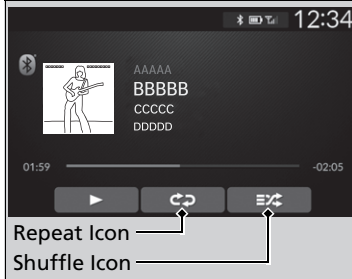 12:34
AAAAA
BBBBB
CCCCC
DDDDD
01:59
-02:05
Repeat Icon
Shuffle Icon